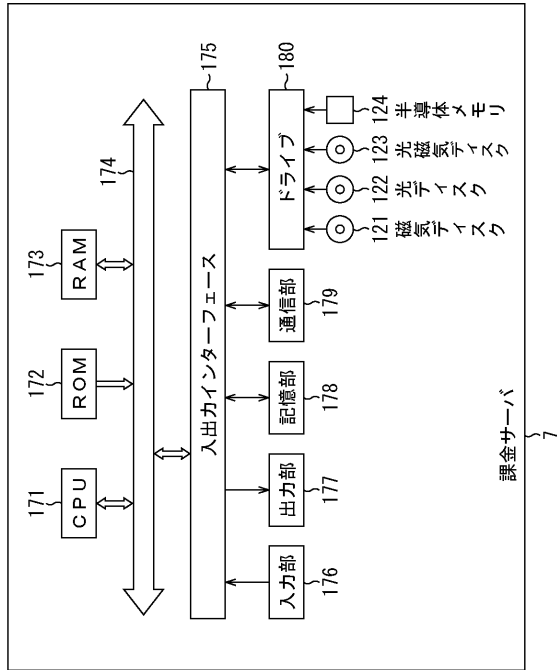 171
CPU
172
ROM
173
RAM
174
175
入出力インターフェース
入力部
176
出力部
177
記憶部
178
通信部
179
180
ドライブ
121
磁気ディスク
122
光ディスク
123
光磁気ディスク
124
半導体メモリ
課金サーバ
7